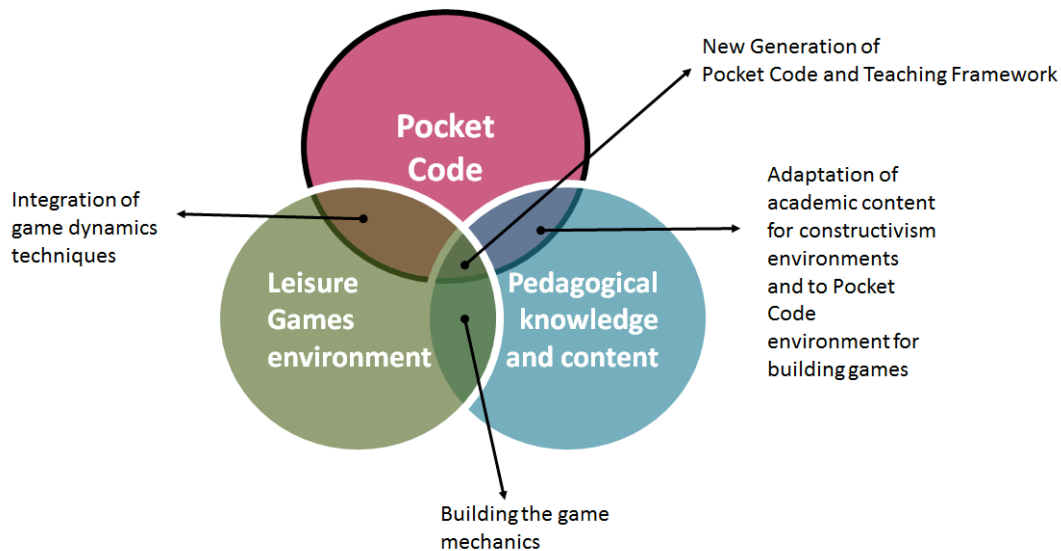 New Generation of
Pocket Code and Teaching Framework
Pocket
Code
Integration of
game dynamics
techniques
Adaptation of
academic content
for constructivism
environments
and to Pocket
Code
environment for
building games
Leisure
Games
environment
Pedagogical
knowledge
and content
Building the game
mechanics